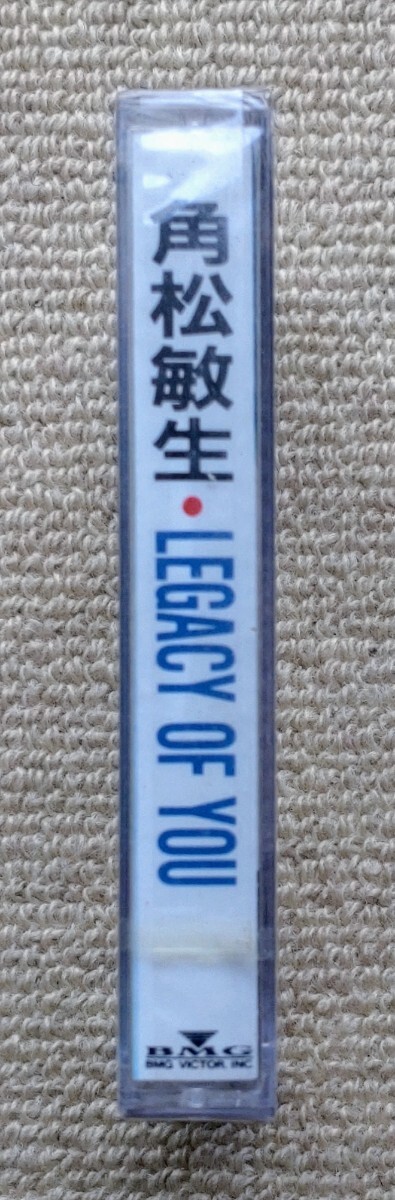 角松敏生・LEGACY OF YOU
BMG
BMG VICTOR, INC